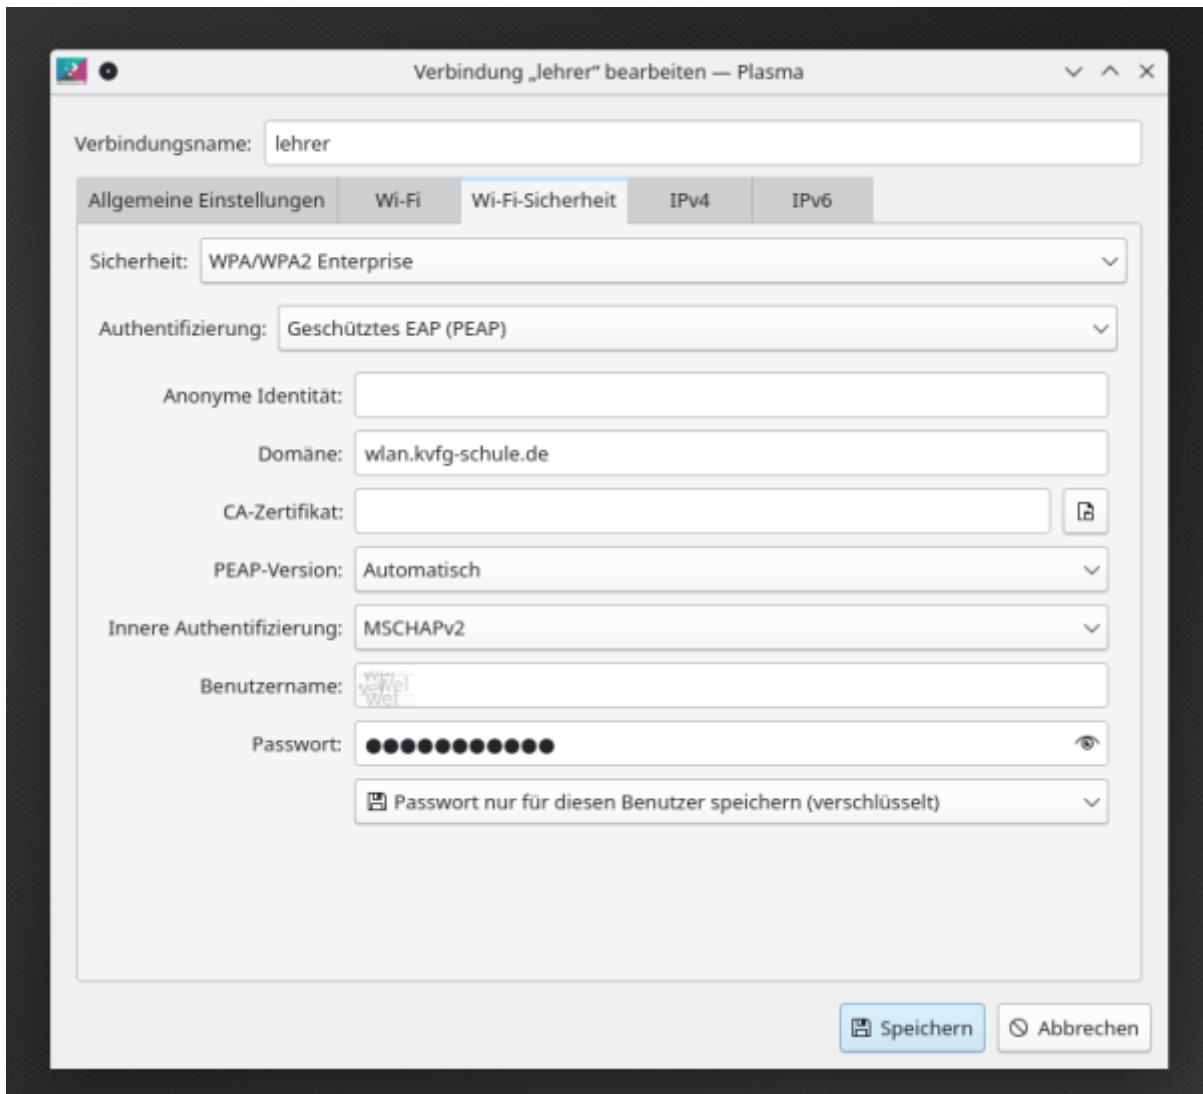 Verbindung „lehrer“ bearbeiten — Plasma
Verbindungsname: lehrer
Allgemeine Einstellungen Wi-Fi Wi-Fi-Sicherheit IPv4 IPv6
Sicherheit: WPA/WPA2 Enterprise
Authentifizierung: Geschütztes EAP (PEAP)
Anonyme Identität:
Domäne: wlan.kvfg-schule.de
CA-Zertifikat:
PEAP-Version: Automatisch
Innere Authentifizierung: MSCHAPv2
Benutzername:
Passwort: ●●●●●●●●●●●
Passwort nur für diesen Benutzer speichern (verschlüsselt)
Speichern Abbrechen